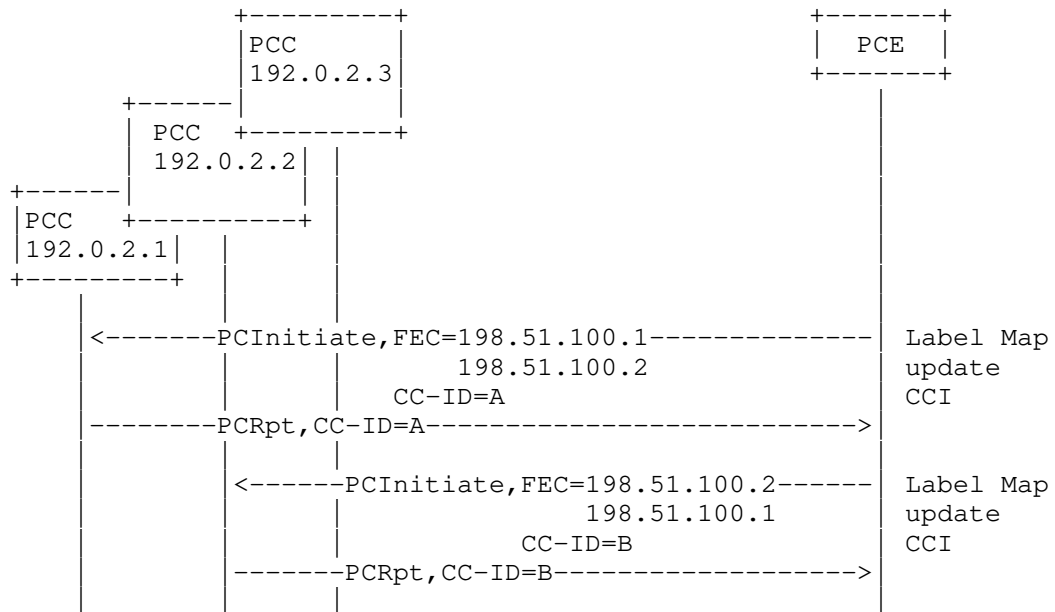 PCC PCE
192.0.2.3
PCC
192.0.2.2
PCC
192.0.2.1
<-------PCInitiate,FEC=198.51.100.1-------------- Label Map
198.51.100.2 update
CC-ID=A CCI
--------PCRpt,CC-ID=A--------------------------->
<------PCInitiate,FEC=198.51.100.2------ Label Map
198.51.100.1 update
CC-ID=B CCI
-------PCRpt,CC-ID=B------------------->